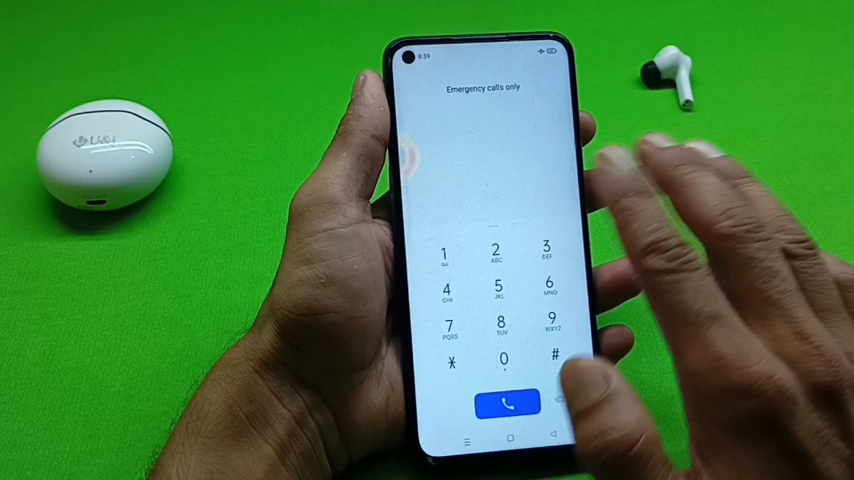 8:59
Emergency calls only
U&i
1 2 3
ABC DEF
4 5 6
GHI JKL MNO
7 8 9
PQRS TUV WXYZ
* 0 #
+